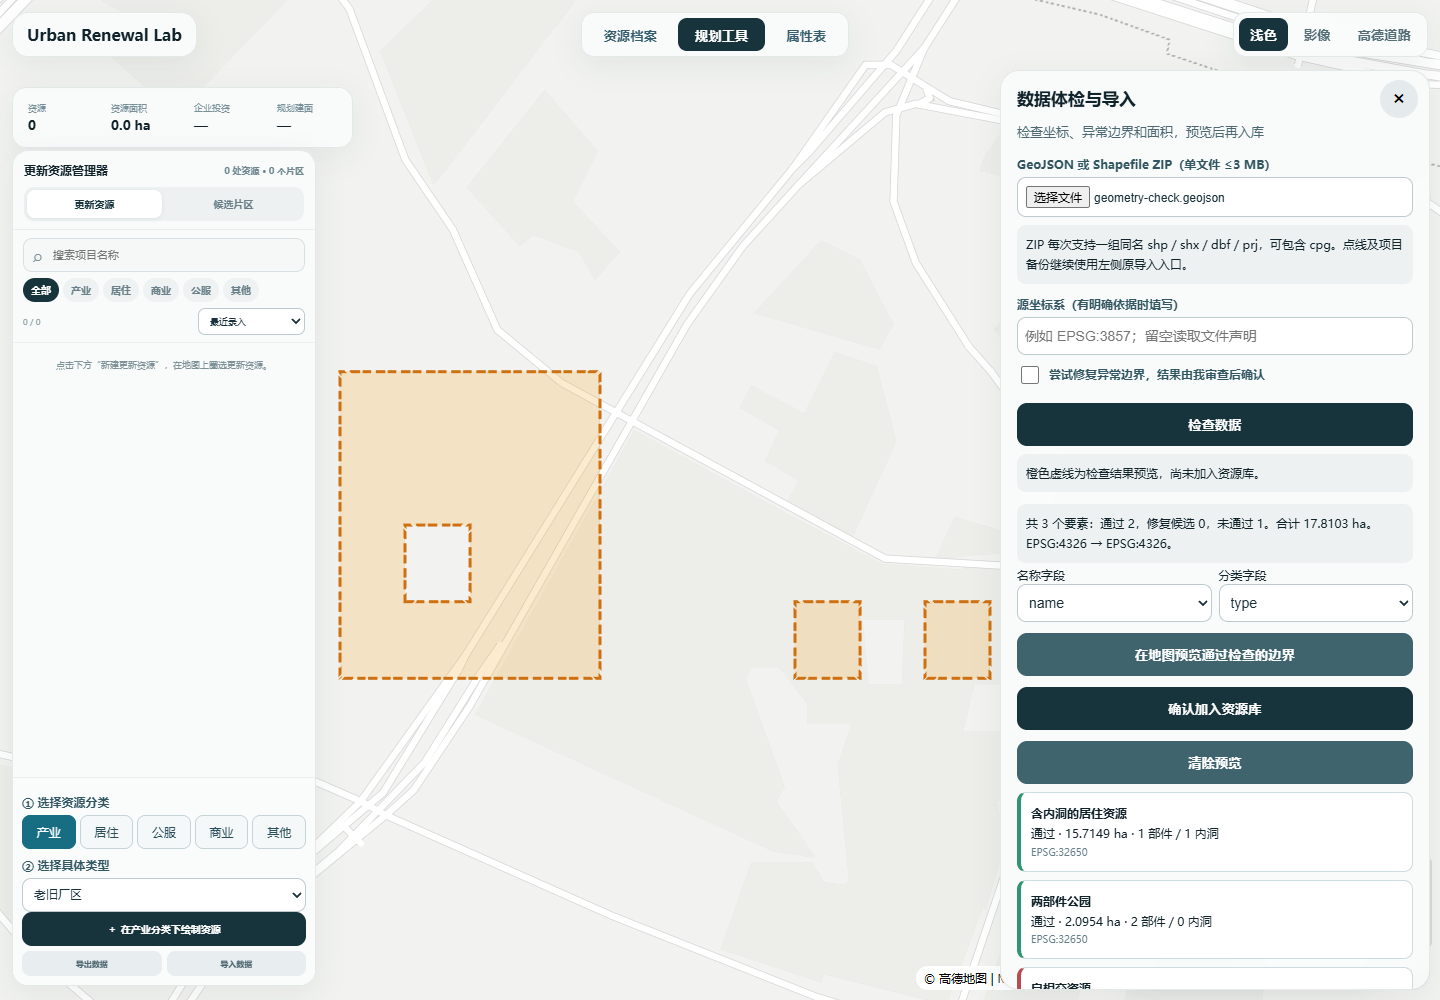 Urban Renewal Lab
资源档案
规划工具
属性表
浅色
影像
高德道路
资源
0
资源面积
0.0 ha
企业投资
—
规划建面
—
更新资源管理器
0 处资源 • 0 个片区
更新资源
候选片区
搜索项目名称
全部
产业
居住
商业
公服
其他
0 / 0
最近录入
点击下方“新建更新资源”，在地图上圈选更新资源。
① 选择资源分类
产业
居住
公服
商业
其他
② 选择具体类型
老旧厂区
+ 在产业分类下绘制资源
导出数据
导入数据
数据体检与导入
×
检查坐标、异常边界和面积，预览后再入库
GeoJSON 或 Shapefile ZIP（单文件 ≤3 MB）
选择文件 geometry-check.geojson
ZIP 每次支持一组同名 shp / shx / dbf / prj，可包含 cpg。点线及项目
备份继续使用左侧原导入入口。
源坐标系（有明确依据时填写）
例如 EPSG:3857；留空读取文件声明
尝试修复异常边界，结果由我审查后确认
检查数据
橙色虚线为检查结果预览，尚未加入资源库。
共 3 个要素：通过 2，修复候选 0，未通过 1。合计 17.8103 ha。
EPSG:4326 → EPSG:4326。
名称字段
分类字段
name
type
在地图预览通过检查的边界
确认加入资源库
清除预览
含内洞的居住资源
通过 · 15.7149 ha · 1 部件 / 1 内洞
EPSG:32650
两部件公园
通过 · 2.0954 ha · 2 部件 / 0 内洞
EPSG:32650
自相交资源
© 高德地图 |